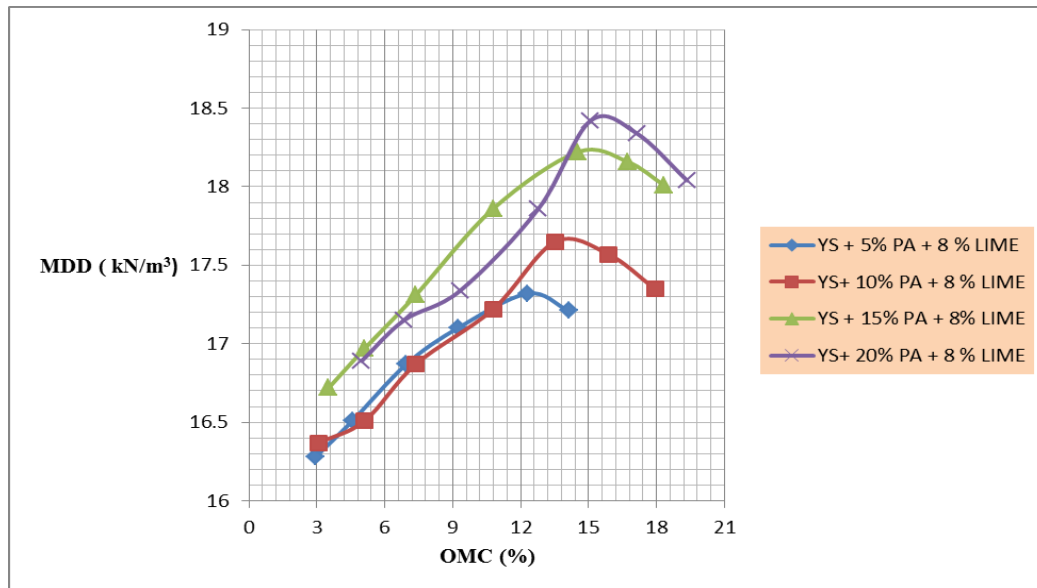 19
18.5
18
17.5
17
16.5
16
MDD ( kN/m³)
0 3 6 9 12 15 18 21
OMC (%)
YS + 5% PA + 8 % LIME
YS+ 10% PA + 8 % LIME
YS + 15% PA + 8% LIME
YS+ 20% PA + 8 % LIME